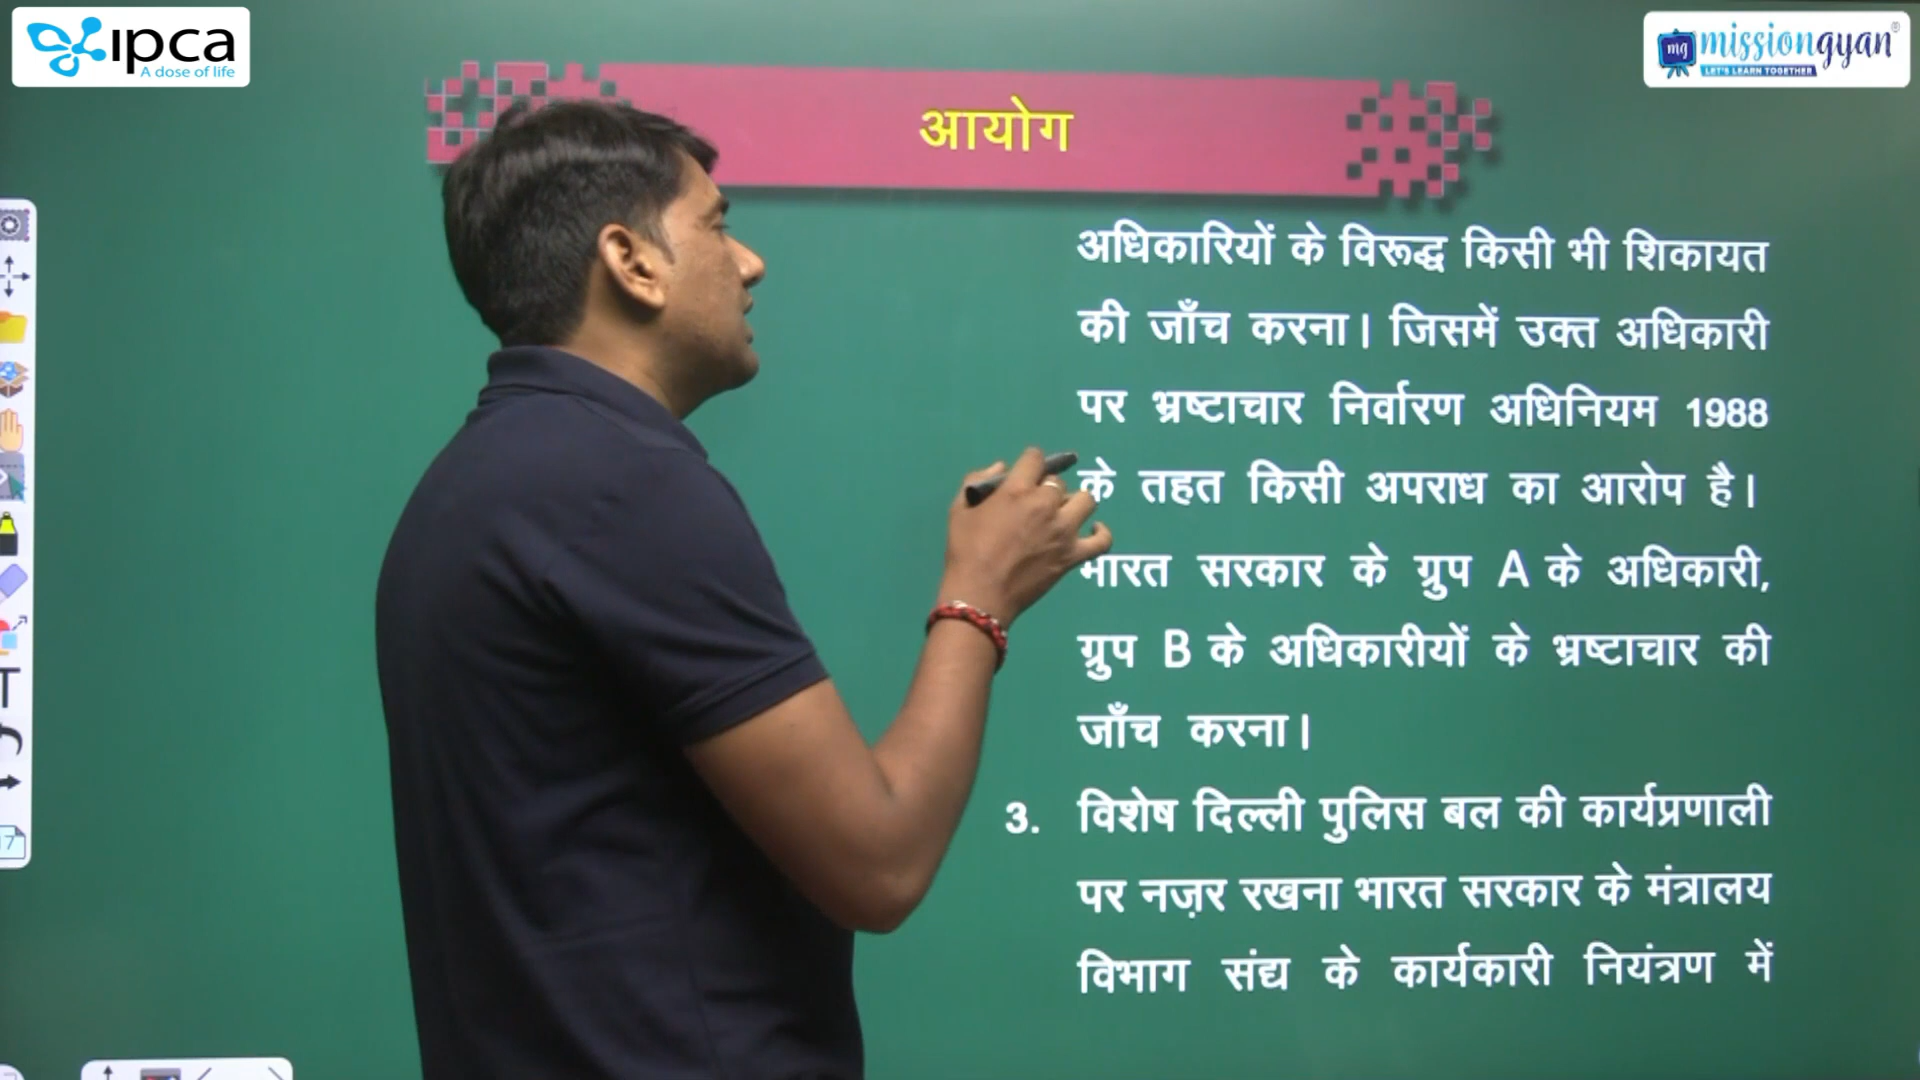 ipca
A dose of life
mg missiongyan
LET'S LEARN TOGETHER
आयोग
अधिकारियों के विरूद्ध किसी भी शिकायत
की जाँच करना। जिसमें उक्त अधिकारी
पर भ्रष्टाचार निर्वारण अधिनियम 1988
के तहत किसी अपराध का आरोप है।
भारत सरकार के ग्रुप A के अधिकारी,
ग्रुप B के अधिकारीयों के भ्रष्टाचार की
जाँच करना।
3. विशेष दिल्ली पुलिस बल की कार्यप्रणाली
पर नज़र रखना भारत सरकार के मंत्रालय
विभाग संद्य के कार्यकारी नियंत्रण में
T
17